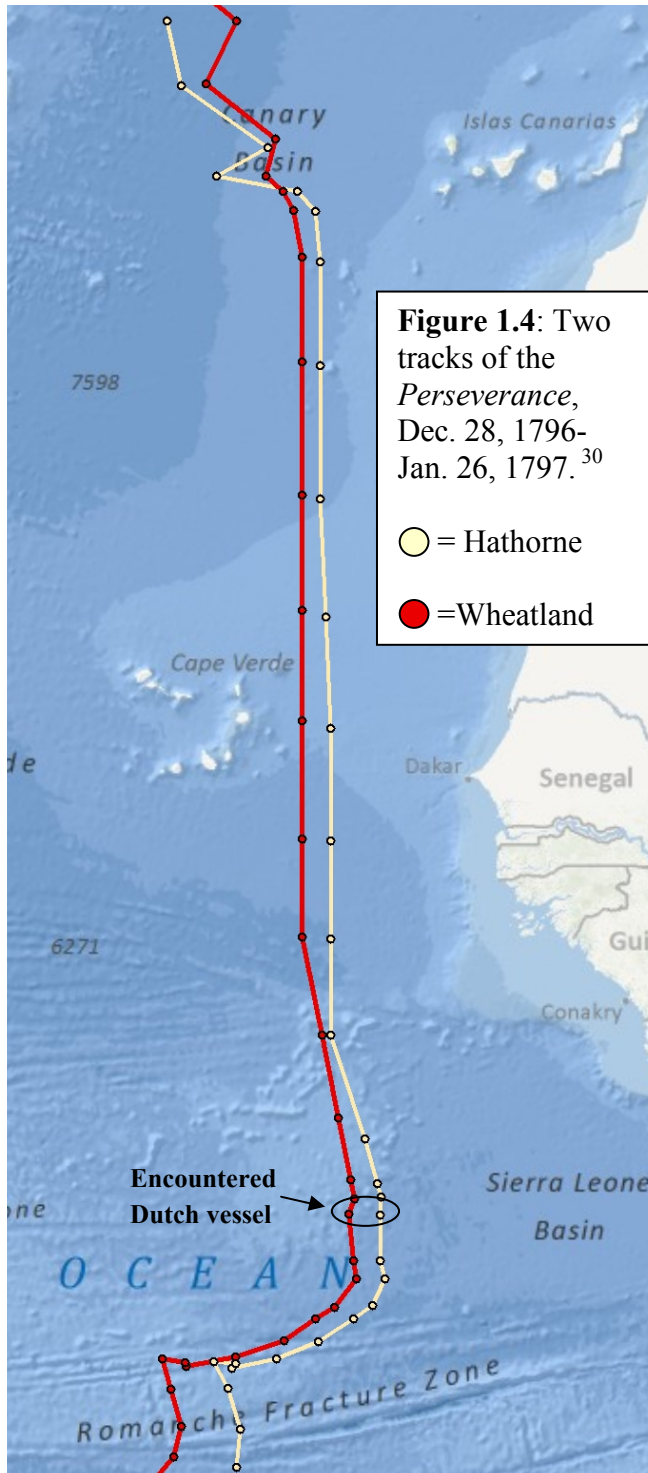 Canary
Basin
Islas Canarias
Figure 1.4: Two
tracks of the
Perseverance,
Dec. 28, 1796-
Jan. 26, 1797. 30
= Hathorne
=Wheatland
7598
Cape Verde
de
Dakar
Senegal
6271
Gui
Conakry
Encountered
Dutch vessel
Sierra Leone
Basin
one
OCEAN
Romanche Fracture Zone